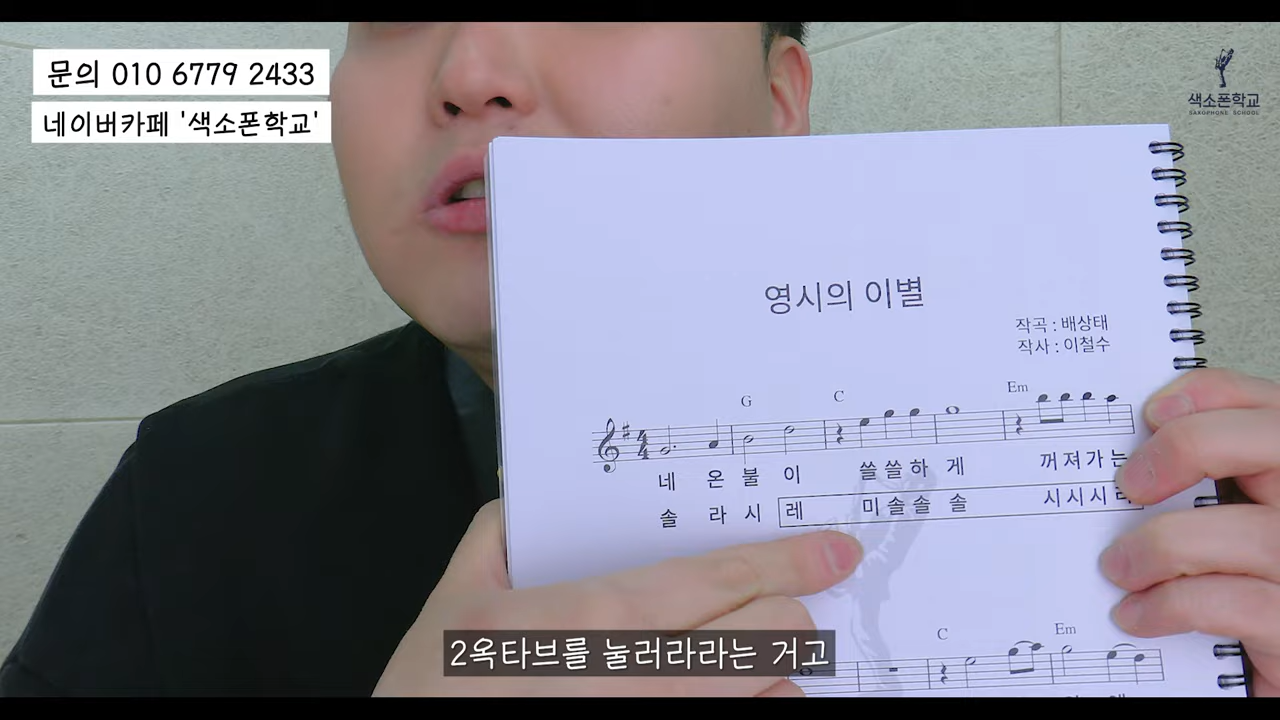 문의 010 6779 2433
네이버카페 '색소폰학교'
색소폰학교
SAXOPHONE SCHOOL
영시의 이별
작곡 : 배상태
작사 : 이철수
G C Em
네 온 불 이 쓸 쓸 하 게 꺼 져 가 는
솔 라 시 레 미 솔 솔 솔 시 시 시 라
C Em
2옥타브를 눌러라라는 거고